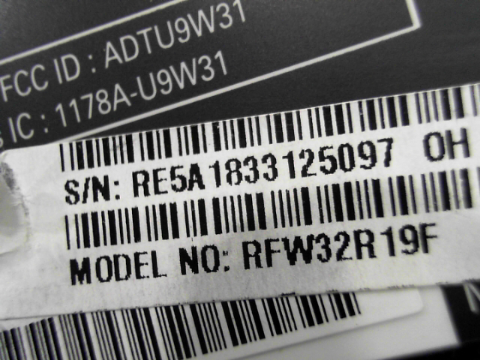 FCC ID : ADTU9W31
IC : 1178A-U9W31
S/N: RE5A1833125097 OH
MODEL NO: RFW32R19F